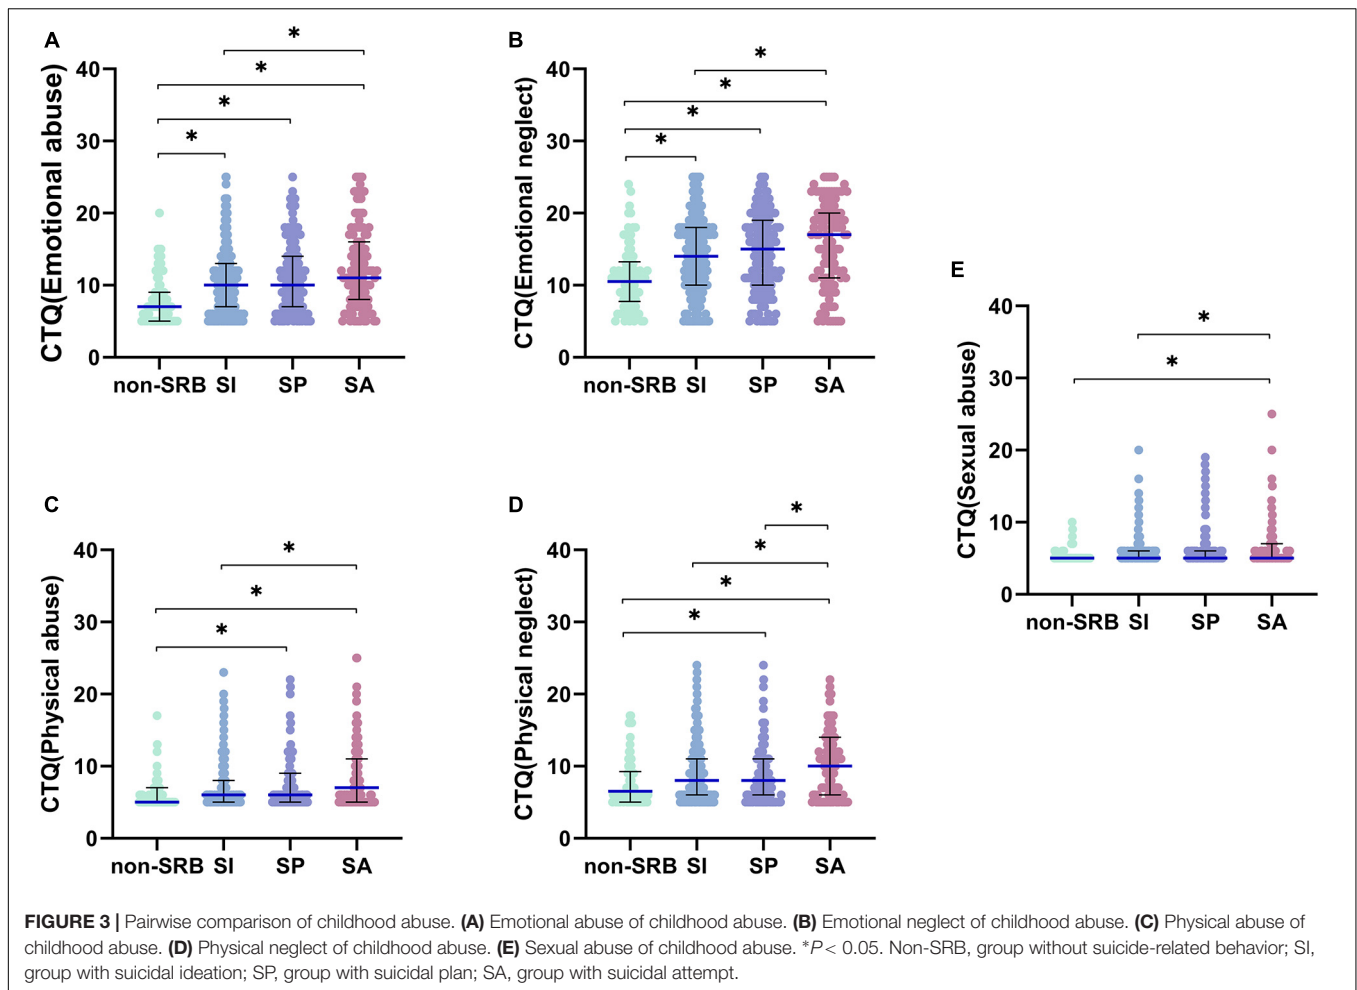 A
CTQ(Emotional abuse)
40
30
20
10
0
* * * *
non-SRB SI SP SA
B
CTQ(Emotional neglect)
40
30
20
10
0
* * * *
non-SRB SI SP SA
C
CTQ(Physical abuse)
40
30
20
10
0
* * *
non-SRB SI SP SA
D
CTQ(Physical neglect)
40
30
20
10
0
* * * *
non-SRB SI SP SA
E
CTQ(Sexual abuse)
40
30
20
10
0
* *
non-SRB SI SP SA
FIGURE 3 | Pairwise comparison of childhood abuse. (A) Emotional abuse of childhood abuse. (B) Emotional neglect of childhood abuse. (C) Physical abuse of
childhood abuse. (D) Physical neglect of childhood abuse. (E) Sexual abuse of childhood abuse. *P < 0.05. Non-SRB, group without suicide-related behavior; SI,
group with suicidal ideation; SP, group with suicidal plan; SA, group with suicidal attempt.